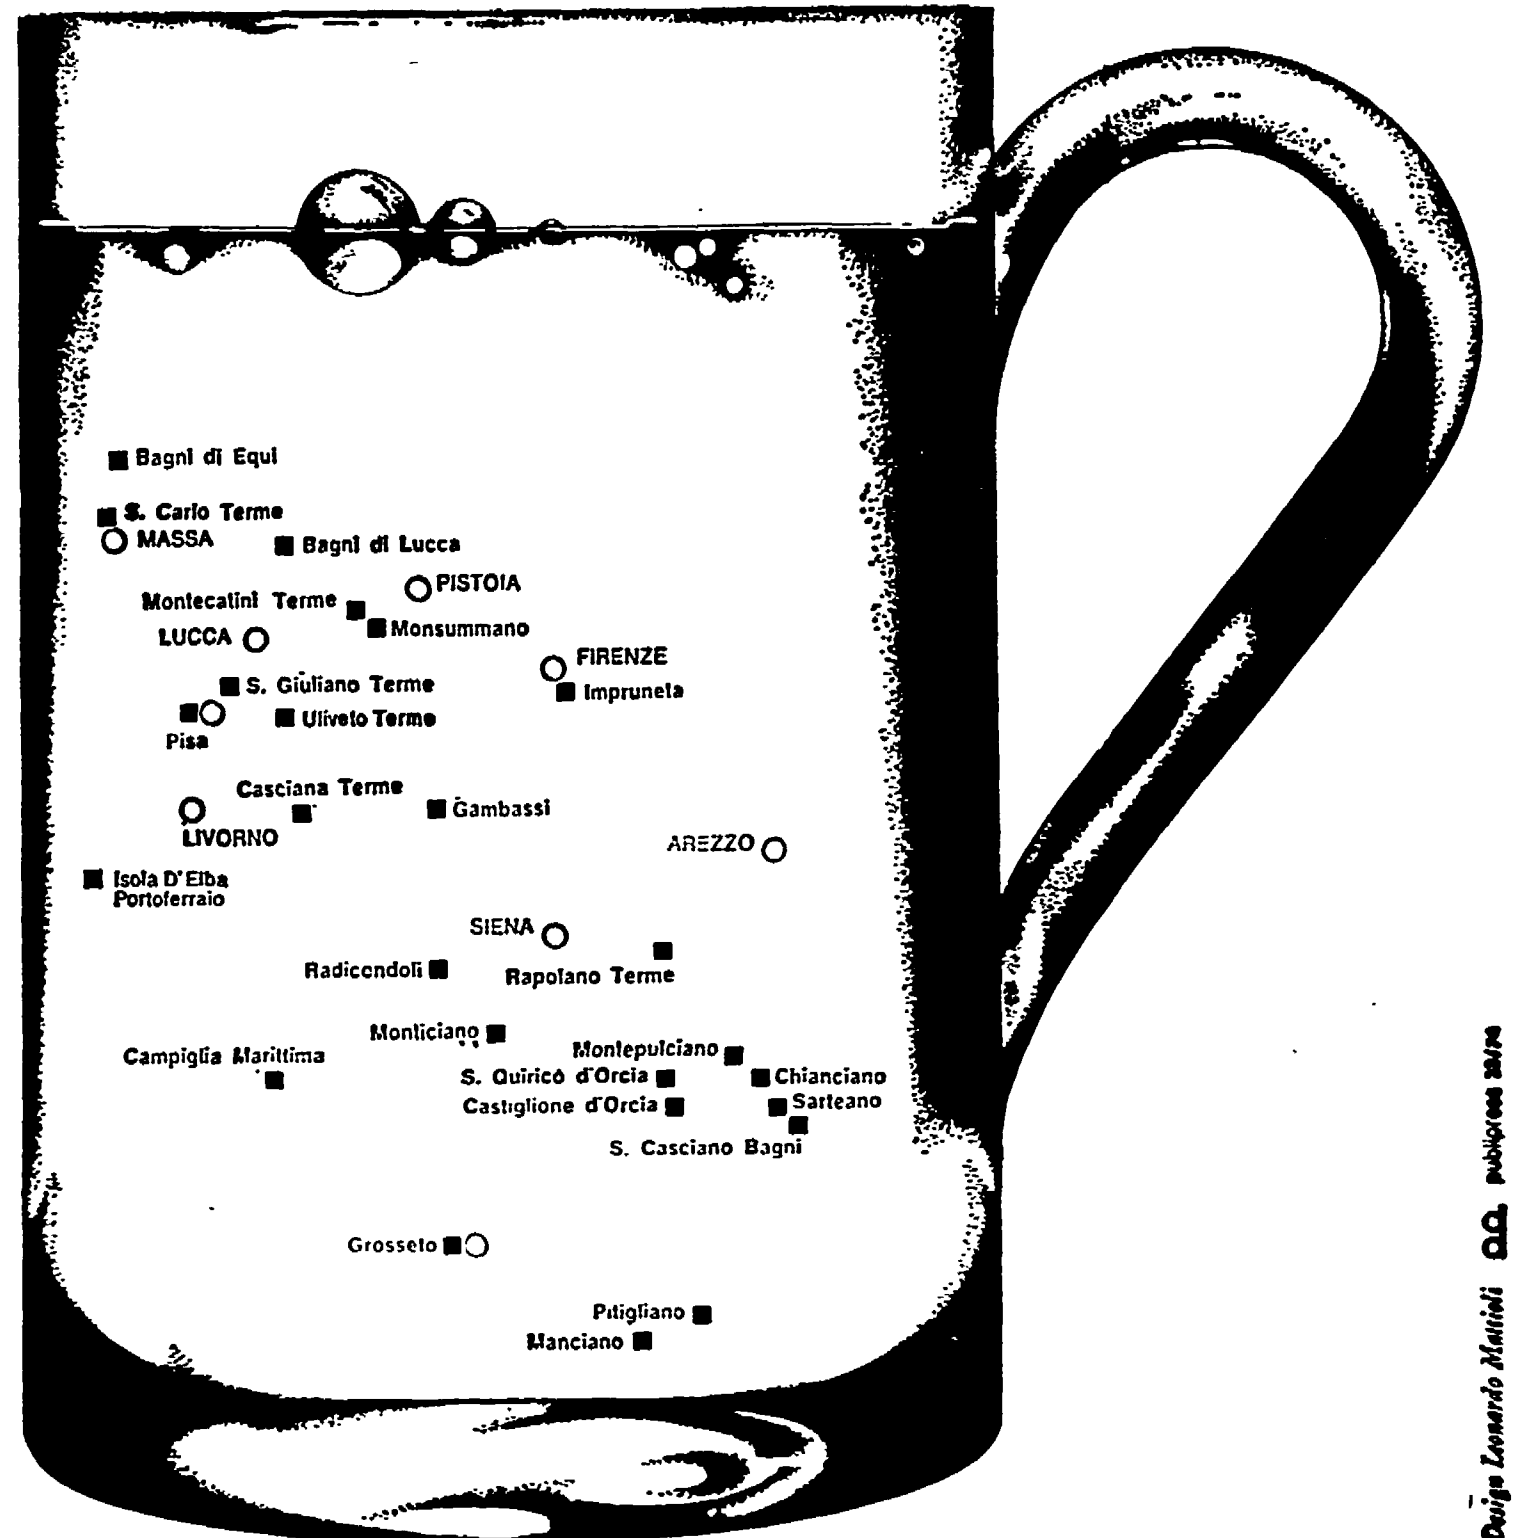 Bagni di Equi
S. Carlo Terme
MASSA
Bagni di Lucca
PISTOIA
Montecatini Terme
Monsummano
LUCCA
FIRENZE
S. Giuliano Terme
Impruneta
Uliveto Terme
Pisa
Casciana Terme
Gambassi
LIVORNO
AREZZO
Isola D'Elba
Portoferraio
SIENA
Radicondoli
Rapolano Terme
Monticiano
Montepulciano
Campiglia Marittima
S. Quirico d'Orcia
Chianciano
Castiglione d'Orcia
Sarteano
S. Casciano Bagni
Grosseto
Pitigliano
Manciano
Design Leonardo Mattioli publipress